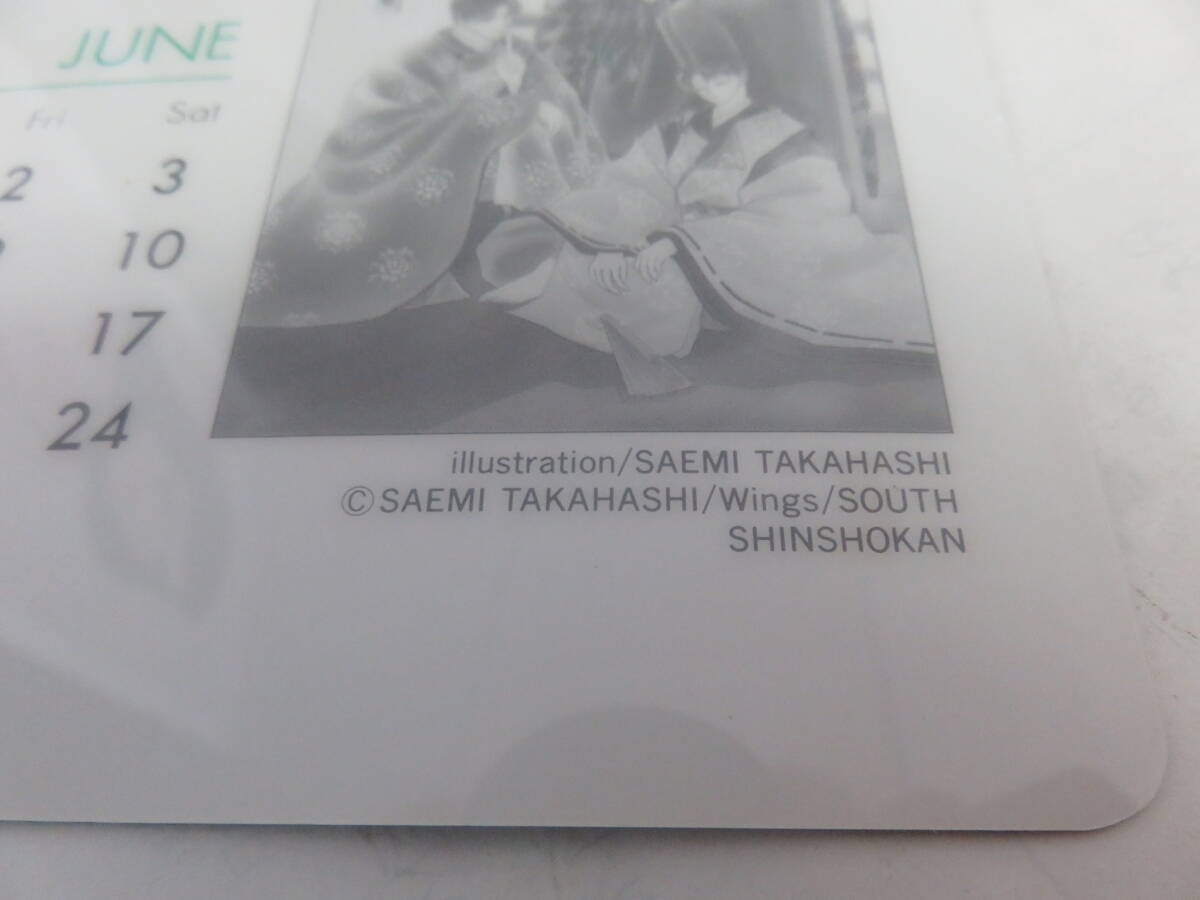 JUNE
Fri Sat
2 3
10
17
24
illustration/SAEMI TAKAHASHI
©SAEMI TAKAHASHI/Wings/SOUTH
SHINSHOKAN